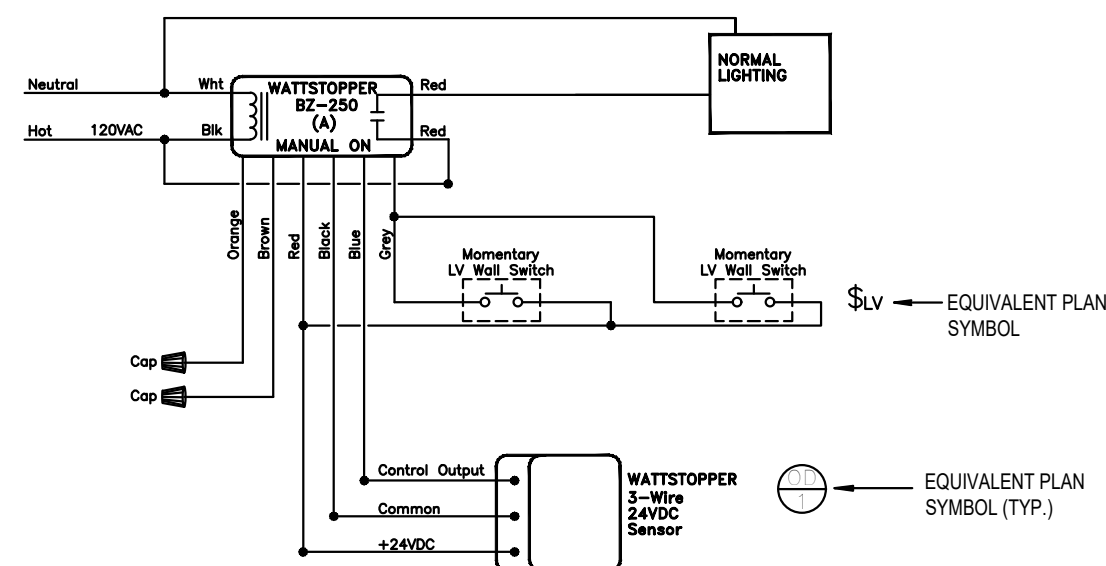 NORMAL
LIGHTING
Neutral
Wht
WATTSTOPPER
BZ-250
(A)
MANUAL ON
Red
Hot
120VAC
Blk
Red
Orange
Brown
Red
Black
Blue
Grey
Momentary
LV Wall Switch
Momentary
LV Wall Switch
$LV
EQUIVALENT PLAN
SYMBOL
Cap
Cap
Control Output
Common
+24VDC
WATTSTOPPER
3-Wire
24VDC
Sensor
OD
1
EQUIVALENT PLAN
SYMBOL (TYP.)